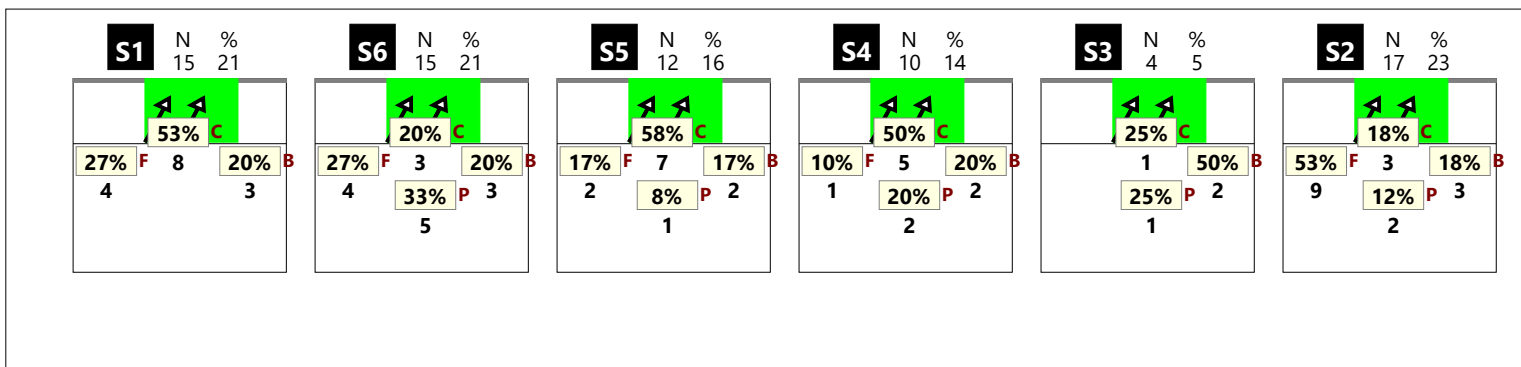 S1 N % 15 21
53% C
27% F 8 20% B
4 3
S6 N % 15 21
20% C
27% F 3 20% B
4 33% P 3
5
S5 N % 12 16
58% C
17% F 7 17% B
2 8% P 2
1
S4 N % 10 14
50% C
10% F 5 20% B
1 20% P 2
2
S3 N % 4 5
25% C
1 50% B
25% P 2
1
S2 N % 17 23
18% C
53% F 3 18% B
9 12% P 3
2